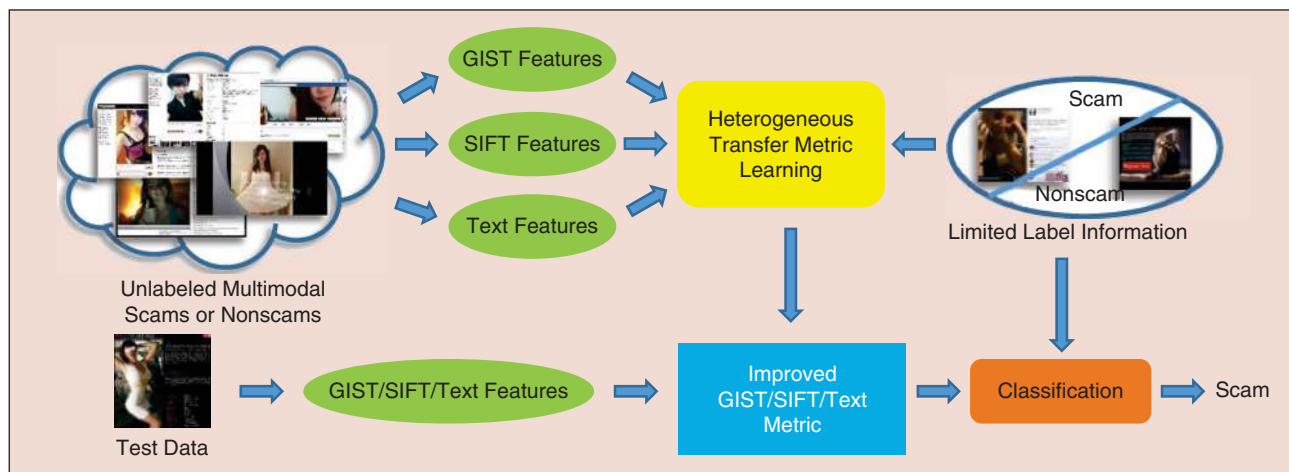 GIST Features
SIFT Features
Text Features
Heterogeneous
Transfer Metric
Learning
Scam
Nonscam
Limited Label Information
Unlabeled Multimodal
Scams or Nonscams
Test Data
GIST/SIFT/Text Features
Improved
GIST/SIFT/Text
Metric
Classification
Scam